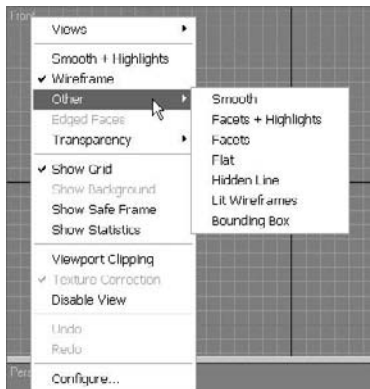 Front
Views
Smooth + Highlights
Wireframe
Other
Edged Faces
Transparency
Show Grid
Show Background
Show Safe Frame
Show Statistics
Viewport Clipping
Texture Correction
Disable View
Undo
Redo
Configure...
Smooth
Facets + Highlights
Facets
Flat
Hidden Line
Lit Wireframes
Bounding Box
Pers